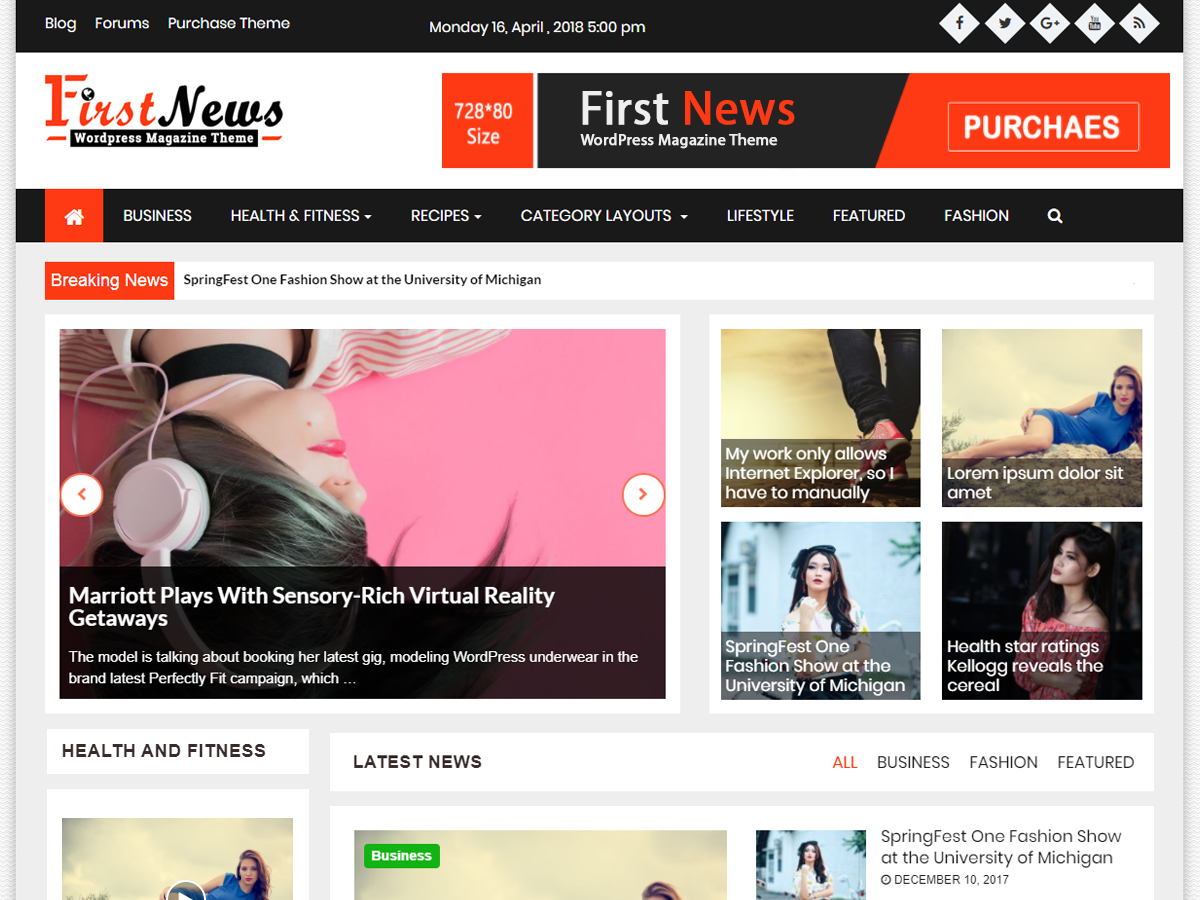 Blog Forums Purchase Theme
Monday 16, April , 2018 5:00 pm
G+
You
Tube
First News
Wordpress Magazine Theme
728*80
Size
First News
WordPress Magazine Theme
PURCHAES
BUSINESS HEALTH & FITNESS RECIPES CATEGORY LAYOUTS LIFESTYLE FEATURED FASHION
Breaking News SpringFest One Fashion Show at the University of Michigan
Marriott Plays With Sensory-Rich Virtual Reality
Getaways
The model is talking about booking her latest gig, modeling WordPress underwear in the
brand latest Perfectly Fit campaign, which ...
My work only allows
Internet Explorer, so I
have to manually
Lorem ipsum dolor sit
amet
SpringFest One
Fashion Show at the
University of Michigan
Health star ratings
Kellogg reveals the
cereal
HEALTH AND FITNESS
LATEST NEWS
ALL BUSINESS FASHION FEATURED
Business
SpringFest One Fashion Show
at the University of Michigan
DECEMBER 10, 2017